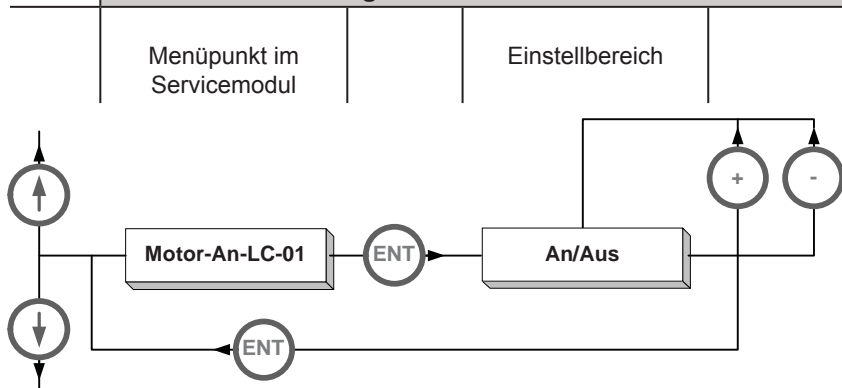 Menüpunkt im
Servicemodul
Einstellbereich
+
-
Motor-An-LC-01
ENT
An/Aus
ENT